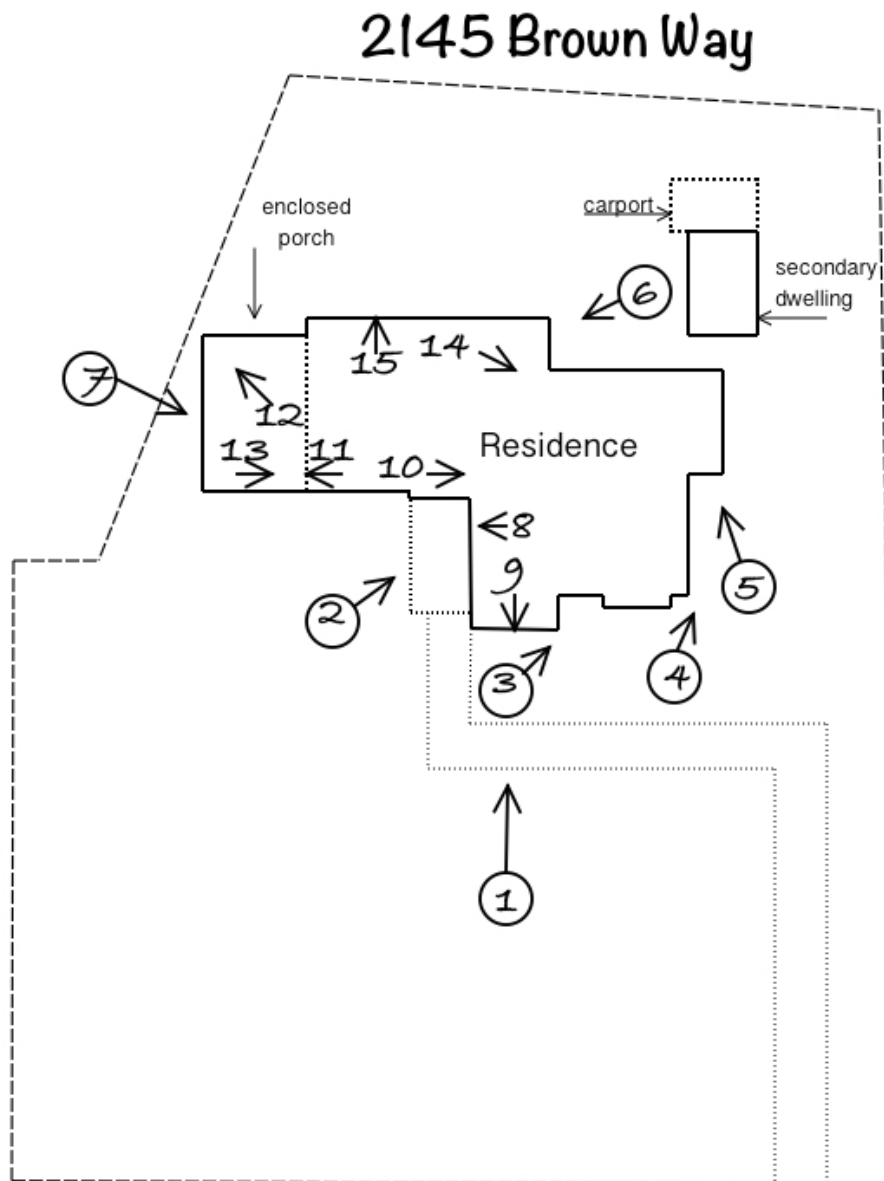 2145 Brown Way
enclosed
porch
carport
secondary
dwelling
6
15
14
7
12
13
11
10
Residence
8
9
5
2
3
4
1